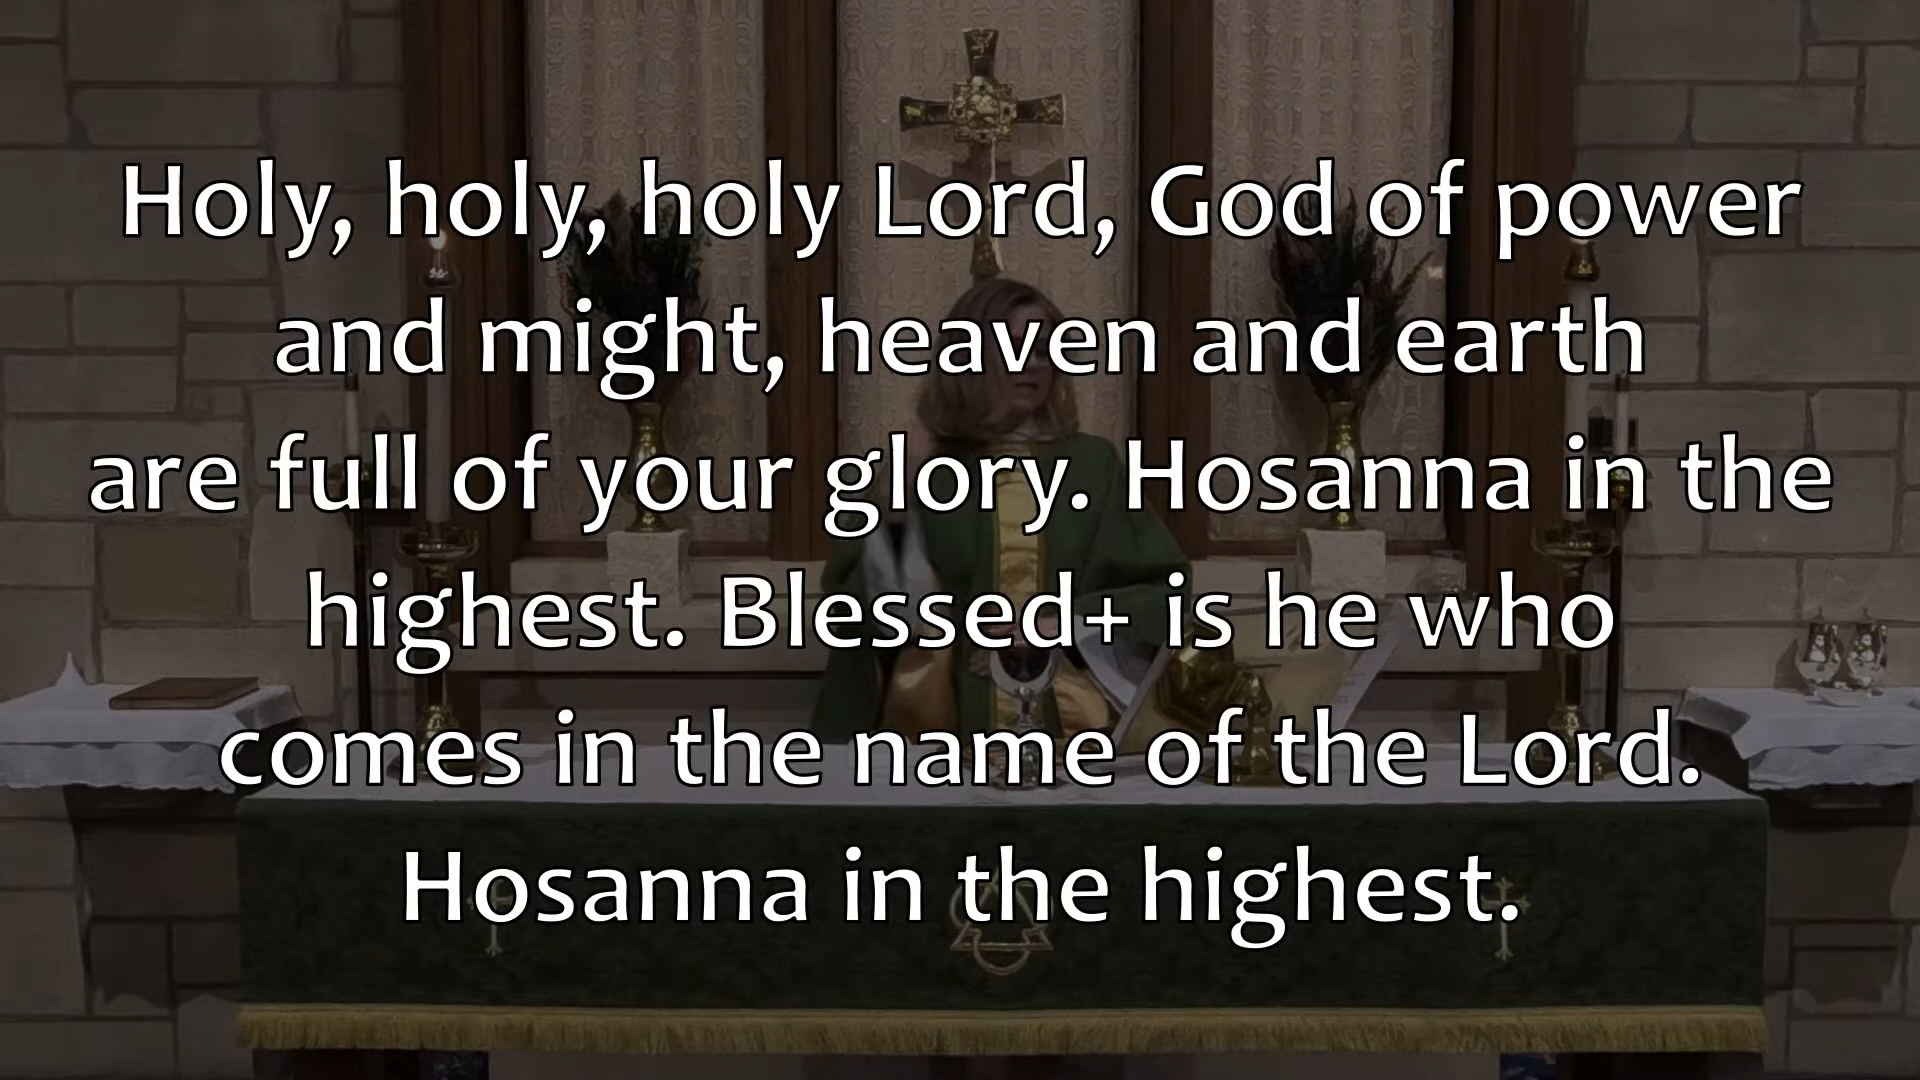 Holy, holy, holy Lord, God of power
and might, heaven and earth
are full of your glory. Hosanna in the
highest. Blessed+ is he who
comes in the name of the Lord.
Hosanna in the highest.